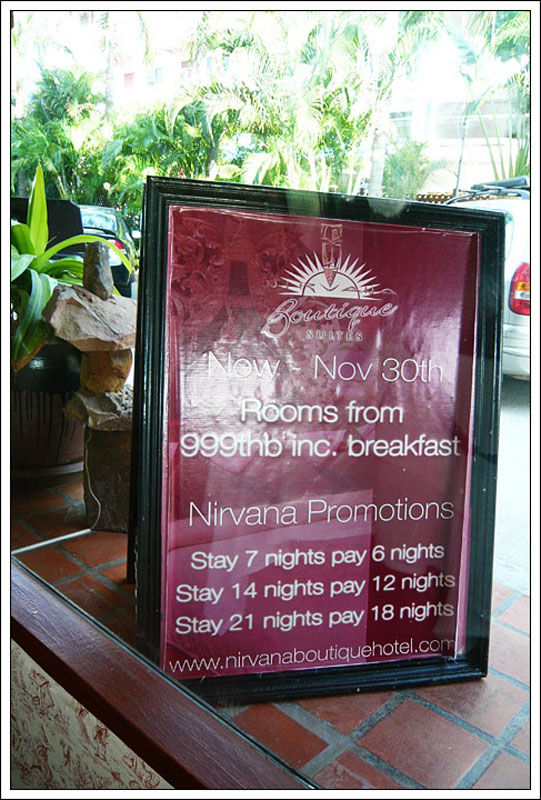 Boutique
SUITES
Now - Nov 30th
Rooms from
999thb inc. breakfast
Nirvana Promotions
Stay 7 nights pay 6 nights
Stay 14 nights pay 12 nights
Stay 21 nights pay 18 nights
www.nirvanaboutiquehotel.com